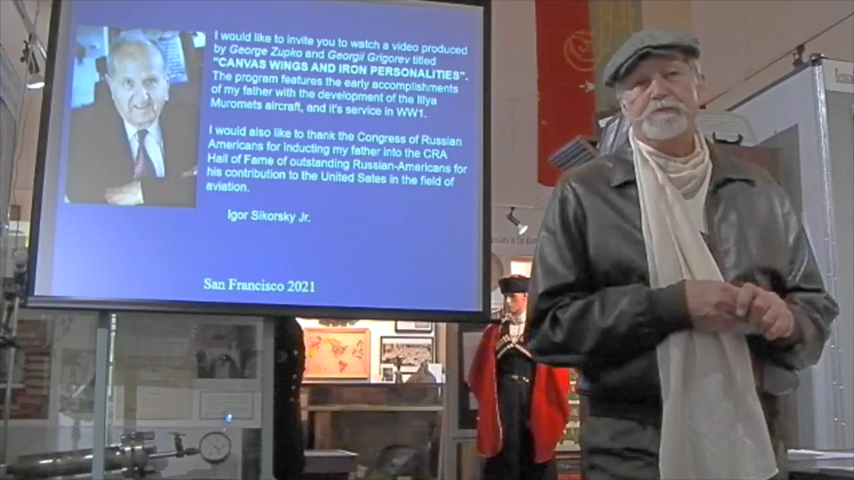 I would like to invite you to watch a video produced
by George Zupko and Georgii Grigorev titled
"CANVAS WINGS AND IRON PERSONALITIES".
The program features the early accomplishments
of my father with the development of the Illya
Muromets aircraft, and it's service in WW1.
I would also like to thank the Congress of Russian
Americans for inducting my father into the CRA
Hall of Fame of outstanding Russian-Americans for
his contribution to the United Sates in the field of
aviation.
Igor Sikorsky Jr.
San Francisco 2021